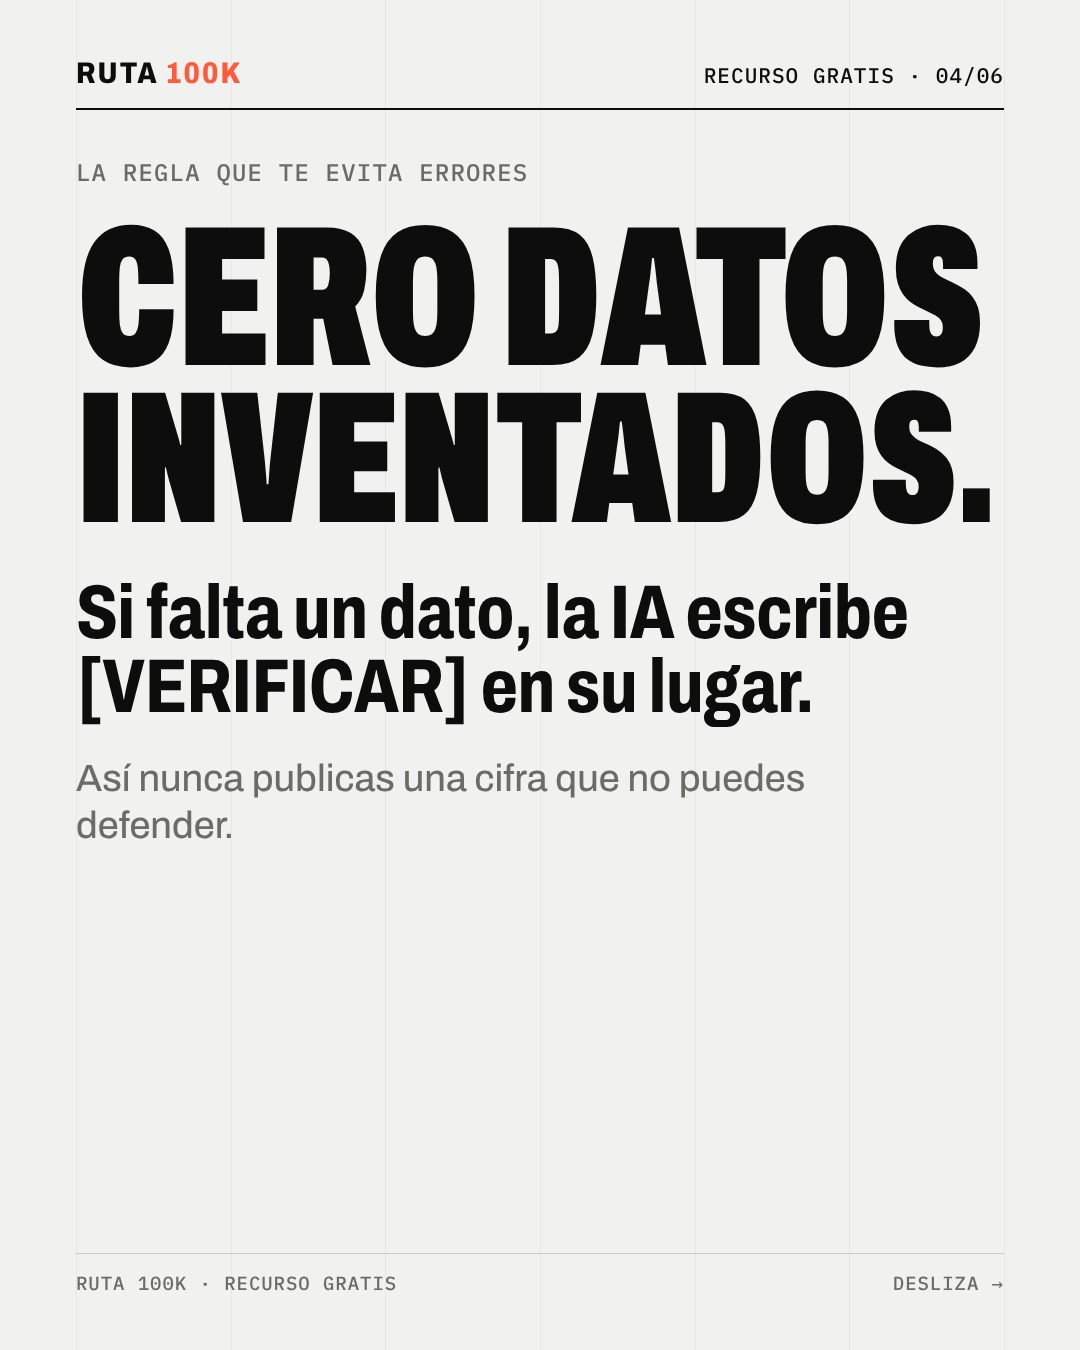 RUTA 100K
RECURSO GRATIS · 04/06
LA REGLA QUE TE EVITA ERRORES
CERO DATOS
INVENTADOS.
Si falta un dato, la IA escribe
[VERIFICAR] en su lugar.
Así nunca publicas una cifra que no puedes
defender.
RUTA 100K · RECURSO GRATIS
DESLIZA →